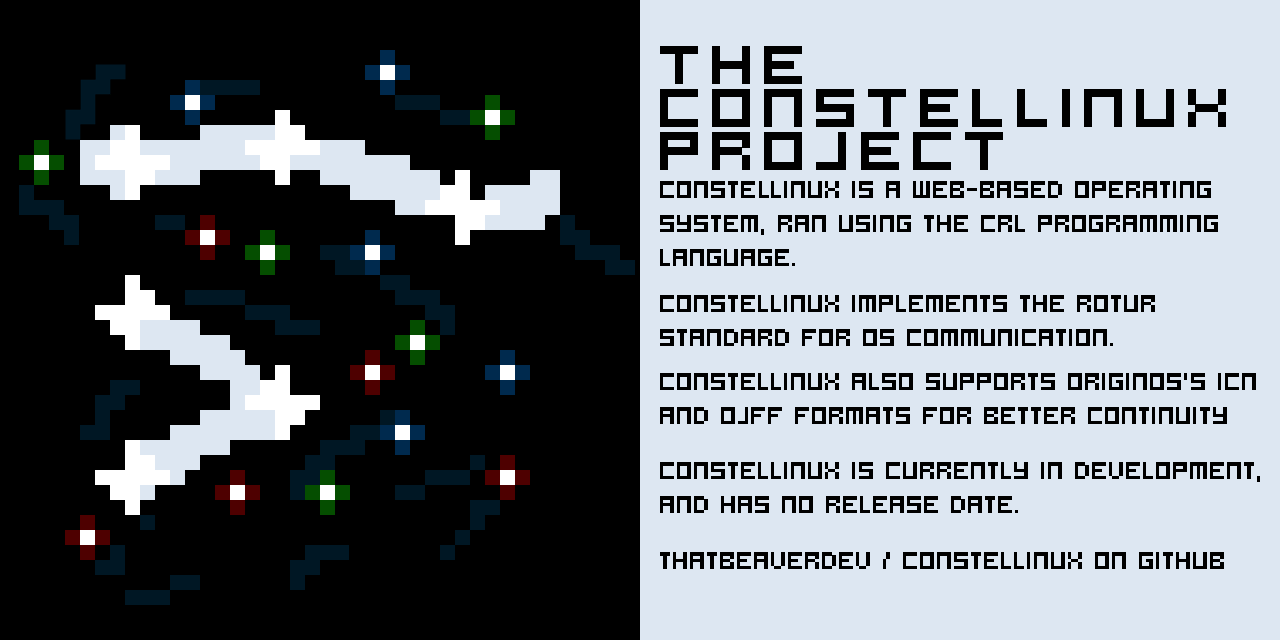 THE
CONSTELLINUX
PROJECT
CONSTELLINUX IS A WEB-BASED OPERATING
SYSTEM, RAN USING THE CRL PROGRAMMING
LANGUAGE.
CONSTELLINUX IMPLEMENTS THE ROTUR
STANDARD FOR OS COMMUNICATION.
CONSTELLINUX ALSO SUPPORTS ORIGINOS'S ICN
AND OJFF FORMATS FOR BETTER CONTINUITY
CONSTELLINUX IS CURRENTLY IN DEVELOPMENT,
AND HAS NO RELEASE DATE.
THATBEAVERDEV / CONSTELLINUX ON GITHUB